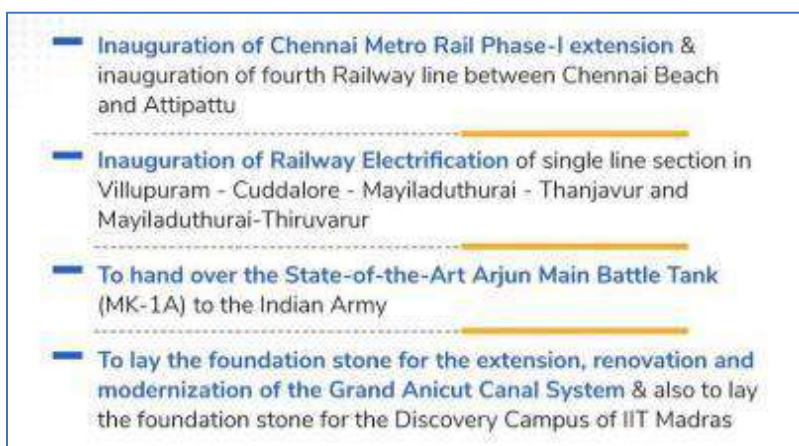 Inauguration of Chennai Metro Rail Phase-I extension &
inauguration of fourth Railway line between Chennai Beach
and Attipattu
Inauguration of Railway Electrification of single line section in
Villupuram - Cuddalore - Mayiladuthurai - Thanjavur and
Mayiladuthurai-Thiruvarur
To hand over the State-of-the-Art Arjun Main Battle Tank
(MK-1A) to the Indian Army
To lay the foundation stone for the extension, renovation and
modernization of the Grand Anicut Canal System & also to lay
the foundation stone for the Discovery Campus of IIT Madras